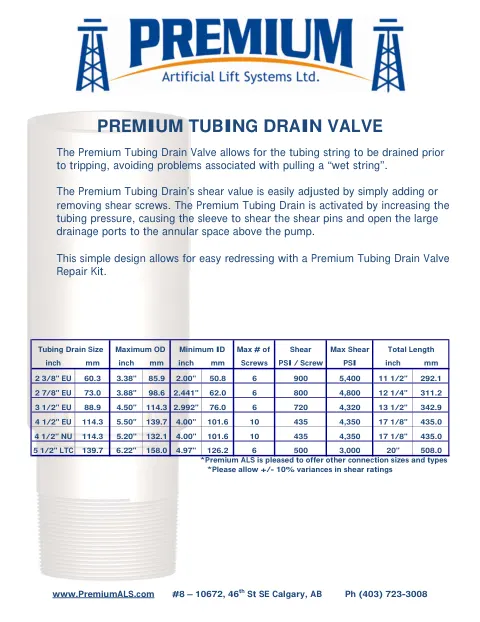 PREMIUM
Artificial Lift Systems Ltd.
PREMIUM TUBING DRAIN VALVE
The Premium Tubing Drain Valve allows for the tubing string to be drained prior
to tripping, avoiding problems associated with pulling a “wet string”.
The Premium Tubing Drain’s shear value is easily adjusted by simply adding or
removing shear screws. The Premium Tubing Drain is activated by increasing the
tubing pressure, causing the sleeve to shear the shear pins and open the large
drainage ports to the annular space above the pump.
This simple design allows for easy redressing with a Premium Tubing Drain Valve
Repair Kit.
Tubing Drain Size Maximum OD Minimum ID Max # of Shear Max Shear Total Length
inch mm inch mm inch mm Screws PSI / Screw PSI inch mm
2 3/8" EU 60.3 3.38" 85.9 2.00" 50.8 6 900 5,400 11 1/2" 292.1
2 7/8" EU 73.0 3.88" 98.6 2.441" 62.0 6 800 4,800 12 1/4" 311.2
3 1/2" EU 88.9 4.50" 114.3 2.992" 76.0 6 720 4,320 13 1/2" 342.9
4 1/2" EU 114.3 5.50" 139.7 4.00" 101.6 10 435 4,350 17 1/8" 435.0
4 1/2" NU 114.3 5.20" 132.1 4.00" 101.6 10 435 4,350 17 1/8" 435.0
5 1/2" LTC 139.7 6.22" 158.0 4.97" 126.2 6 500 3,000 20" 508.0
*Premium ALS is pleased to offer other connection sizes and types
*Please allow +/- 10% variances in shear ratings
www.PremiumALS.com #8 – 10672, 46th St SE Calgary, AB Ph (403) 723-3008